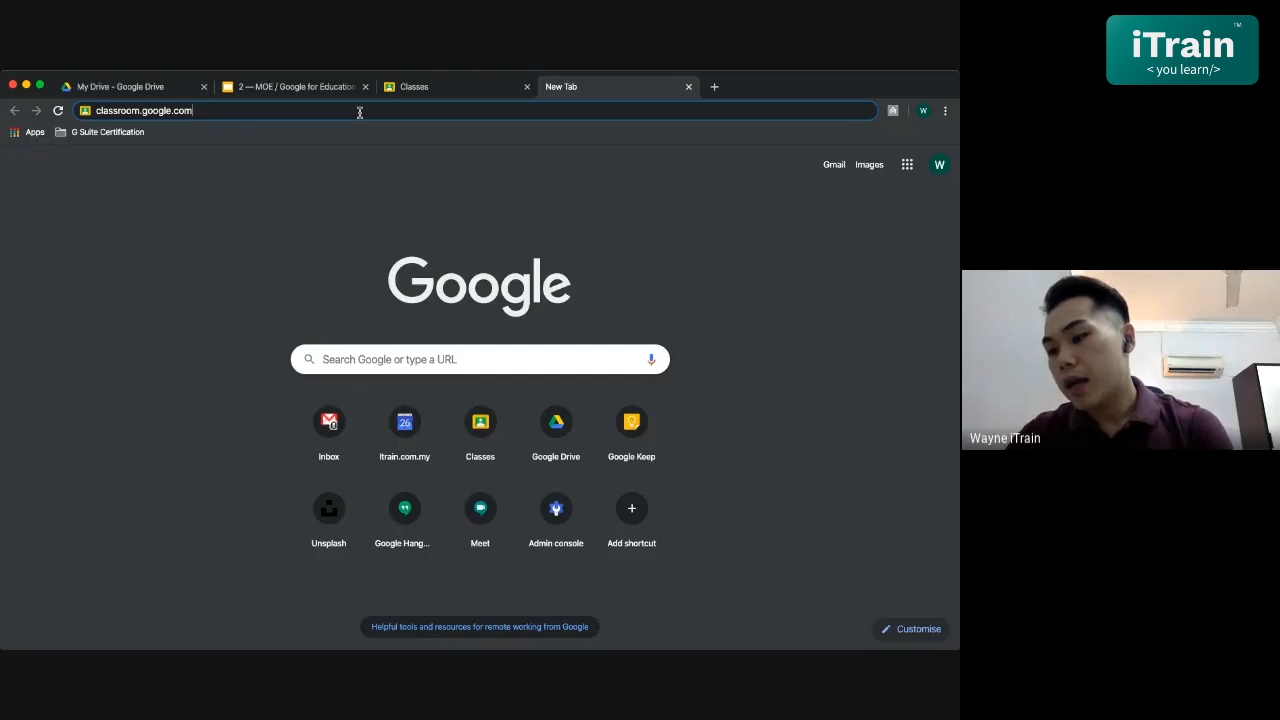 iTrain™
< you learn/>
My Drive - Google Drive
2 — MOE / Google for Education
Classes
New Tab
classroom.google.com
W
Apps
G Suite Certification
Gmail
Images
W
Google
Search Google or type a URL
26
Inbox
Itrain.com.my
Classes
Google Drive
Google Keep
Unsplash
Google Hang...
Meet
Admin console
Add shortcut
Helpful tools and resources for remote working from Google
Customise
Wayne iTrain